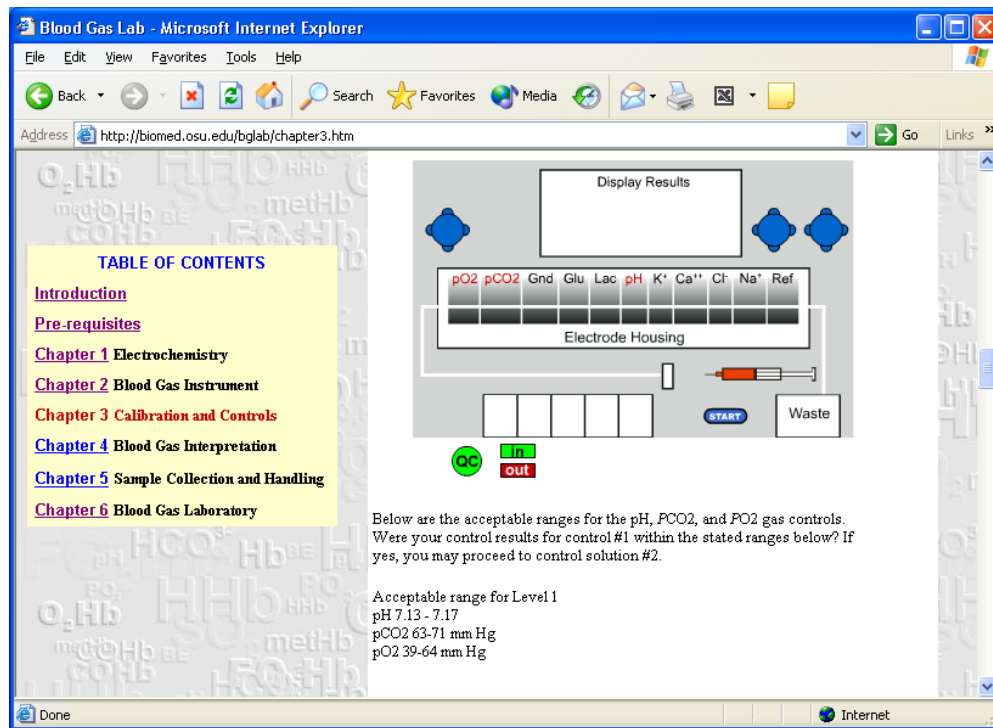 Blood Gas Lab - Microsoft Internet Explorer
File Edit View Favorites Tools Help
Back Search Favorites Media
Address http://biomed.osu.edu/bglab/chapter3.htm Go Links »
TABLE OF CONTENTS
Introduction
Pre-requisites
Chapter 1 Electrochemistry
Chapter 2 Blood Gas Instrument
Chapter 3 Calibration and Controls
Chapter 4 Blood Gas Interpretation
Chapter 5 Sample Collection and Handling
Chapter 6 Blood Gas Laboratory
Display Results
pO2 pCO2 Gnd Glu Lac pH K⁺ Ca⁺⁺ Cl⁻ Na⁺ Ref
Electrode Housing
START
Waste
QC
in
out
Below are the acceptable ranges for the pH, PCO2, and PO2 gas controls.
Were your control results for control #1 within the stated ranges below? If
yes, you may proceed to control solution #2.
Acceptable range for Level 1
pH 7.13 - 7.17
pCO2 63-71 mm Hg
pO2 39-64 mm Hg
Done
Internet